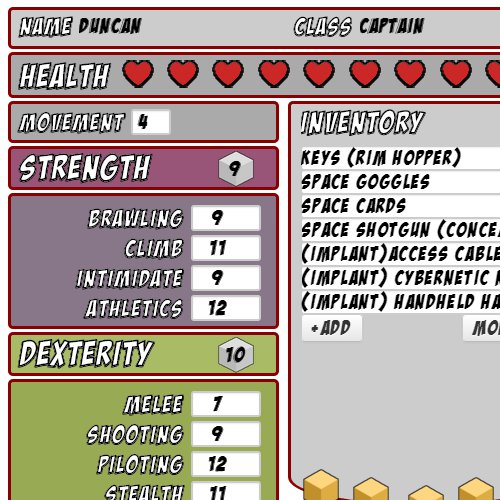 NAME DUNCAN CLASS CAPTAIN
HEALTH
MOVEMENT 4
STRENGTH 9
BRAWLING 9
CLIMB 11
INTIMIDATE 9
ATHLETICS 12
DEXTERITY 10
MELEE 7
SHOOTING 9
PILOTING 12
STEALTH 11
INVENTORY
KEYS (RIM HOPPER)
SPACE GOGGLES
SPACE CARDS
SPACE SHOTGUN
(IMPLANT)ACCESS CABLE
(IMPLANT) CYBERNETIC
(IMPLANT) HANDHELD
+ADD